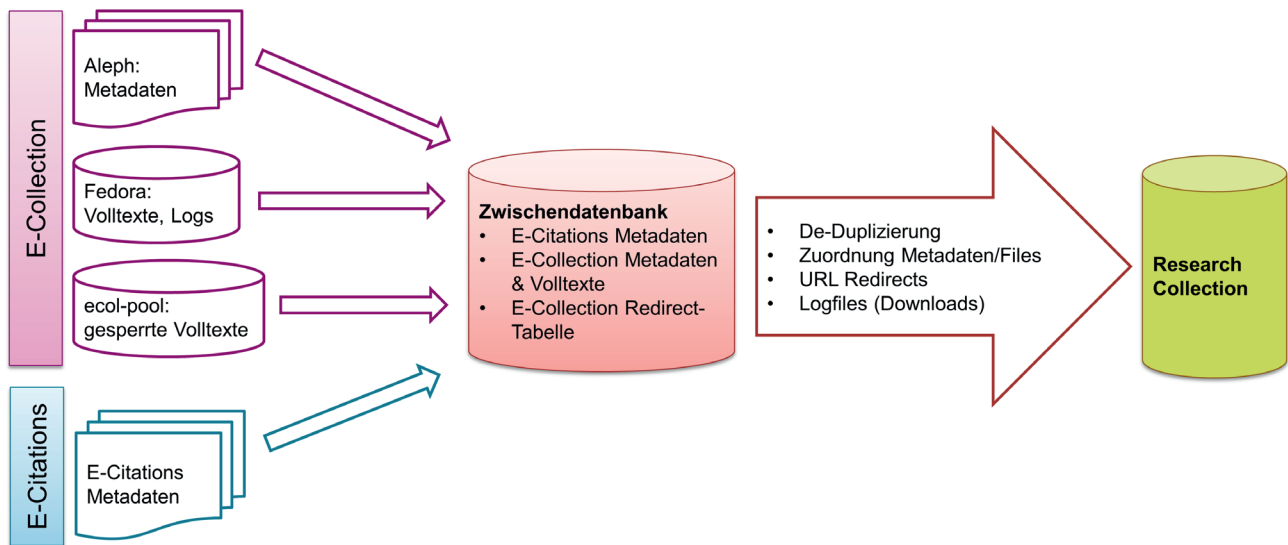 E-Collection
Aleph:
Metadaten
Fedora:
Volltexte, Logs
ecol-pool:
gesperrte Volltexte
E-Citations
E-Citations
Metadaten
Zwischendatenbank
• E-Citations Metadaten
• E-Collection Metadaten
& Volltexte
• E-Collection Redirect-
Tabelle
• De-Duplizierung
• Zuordnung Metadaten/Files
• URL Redirects
• Logfiles (Downloads)
Research
Collection